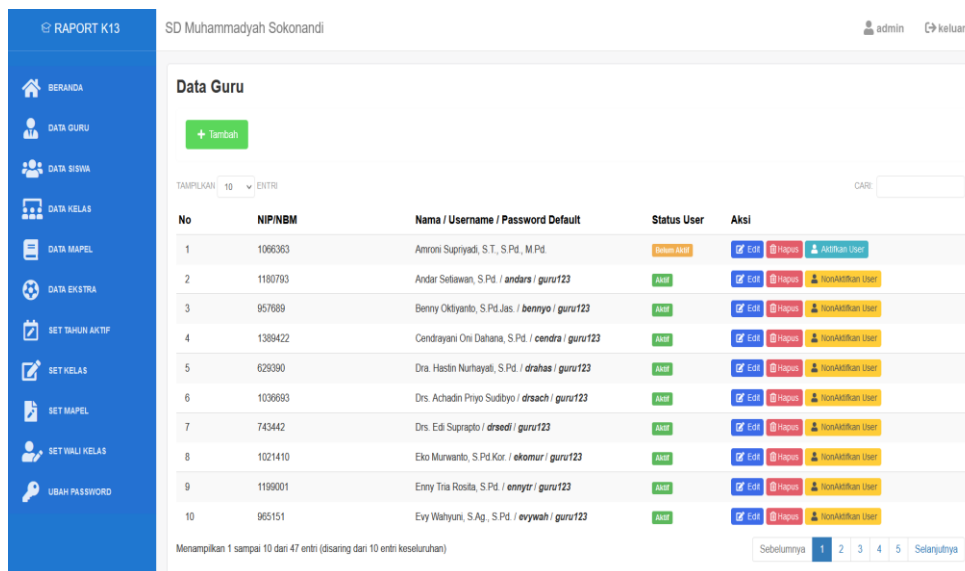 RAPORT K13
SD Muhammadyah Sokonandi
admin
keluar
BERANDA
DATA GURU
DATA SISWA
DATA KELAS
DATA MAPEL
DATA EKSTRA
SET TAHUN AKTIF
SET KELAS
SET MAPEL
SET WALI KELAS
UBAH PASSWORD
Data Guru
+ Tambah
TAMPILKAN 10 ENTRI
CARI:
No NIP/NBM Nama / Username / Password Default Status User Aksi
1 1066363 Amroni Supriyadi, S.T., S.Pd., M.Pd. Belum Aktif Edit Hapus Aktifkan User
2 1180793 Andar Setiawan, S.Pd. / andars / guru123 Aktif Edit Hapus NonAktifkan User
3 957689 Benny Oktiyanto, S.Pd.Jas. / bennyo / guru123 Aktif Edit Hapus NonAktifkan User
4 1389422 Cendrayani Oni Dahana, S.Pd. / cendra / guru123 Aktif Edit Hapus NonAktifkan User
5 629390 Dra. Hastin Nurhayati, S.Pd. / drahas / guru123 Aktif Edit Hapus NonAktifkan User
6 1036693 Drs. Achadin Priyo Sudibyo / drsach / guru123 Aktif Edit Hapus NonAktifkan User
7 743442 Drs. Edi Suprapto / drsedi / guru123 Aktif Edit Hapus NonAktifkan User
8 1021410 Eko Murwanto, S.Pd.Kor. / ekomur / guru123 Aktif Edit Hapus NonAktifkan User
9 1199001 Enny Tria Rosita, S.Pd. / ennytr / guru123 Aktif Edit Hapus NonAktifkan User
10 965151 Evy Wahyuni, S.Ag., S.Pd. / evywah / guru123 Aktif Edit Hapus NonAktifkan User
Menampilkan 1 sampai 10 dari 47 entri (disaring dari 10 entri keseluruhan)
Sebelumnya 1 2 3 4 5 Selanjutnya